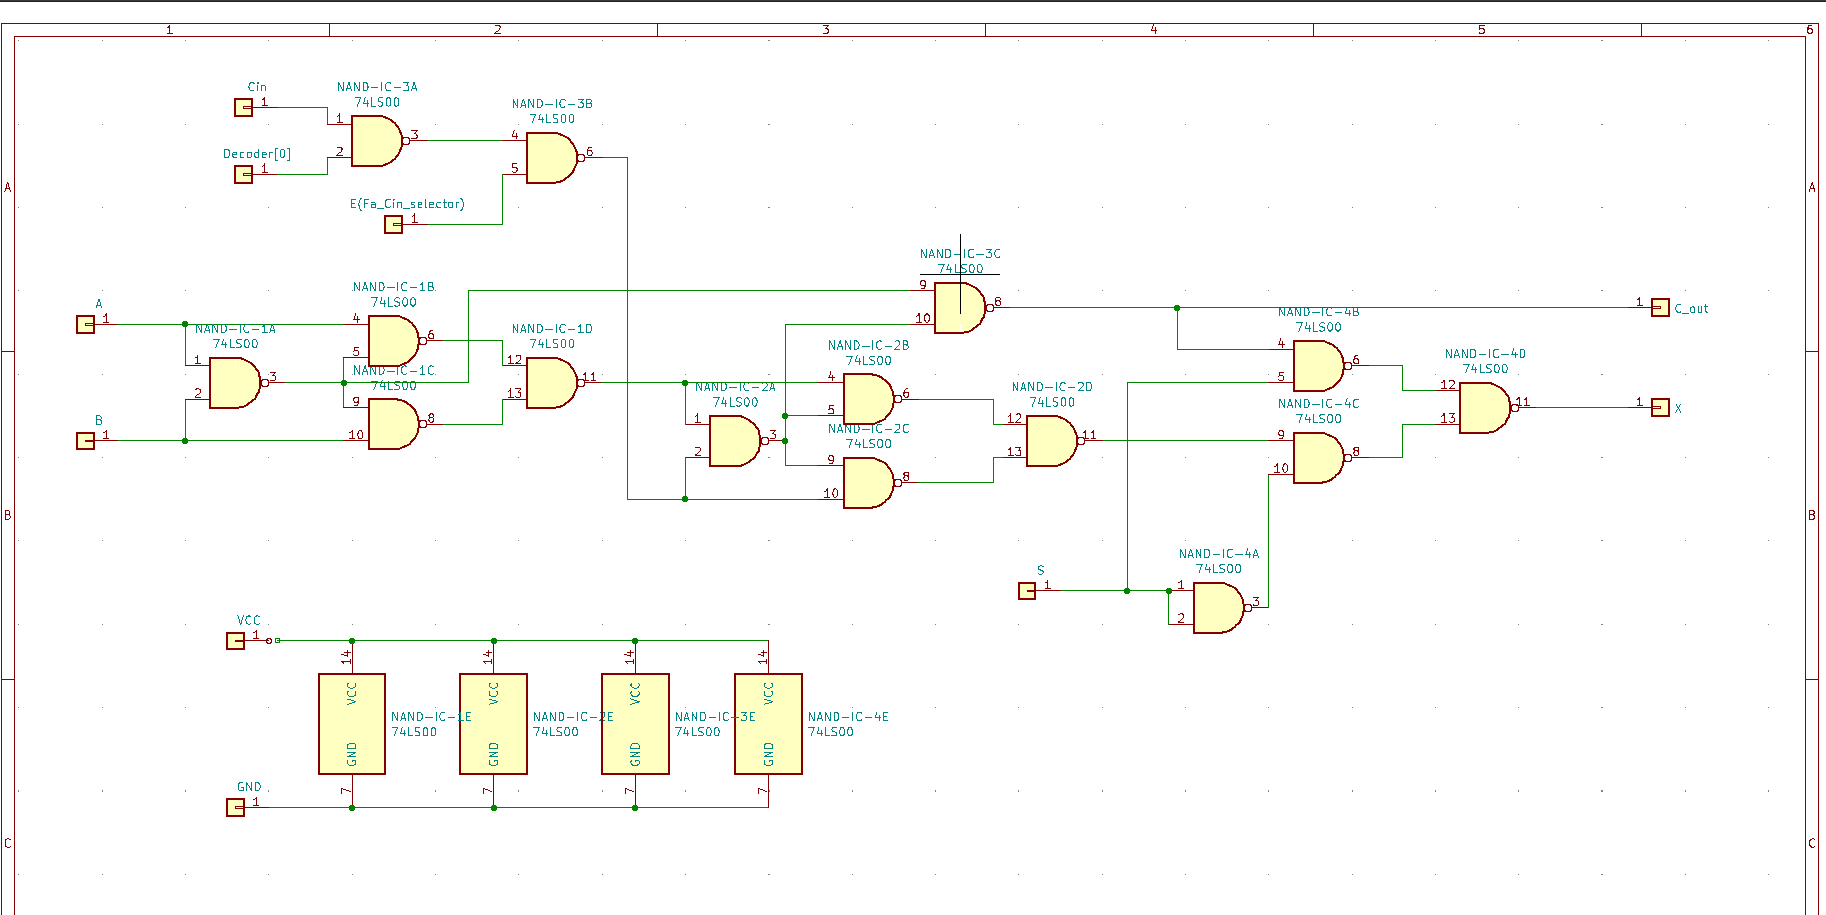 1 2 3 4 5 6
Cin
1
NAND-IC-3A
74LS00
1
2
3
NAND-IC-3B
74LS00
4
5
6
Decoder[0]
1
E(Fa_Cin_selector)
1
A
A
NAND-IC-3C
74LS00
9
10
8
1
C_out
A
1
NAND-IC-1A
74LS00
1
2
3
NAND-IC-1B
74LS00
4
5
6
NAND-IC-1C
74LS00
9
10
8
NAND-IC-1D
74LS00
12
13
11
B
1
NAND-IC-2A
74LS00
1
2
3
NAND-IC-2B
74LS00
4
5
6
NAND-IC-2C
74LS00
9
10
8
NAND-IC-2D
74LS00
12
13
11
NAND-IC-4B
74LS00
4
5
6
NAND-IC-4C
74LS00
9
10
8
NAND-IC-4D
74LS00
12
13
11
1
X
B
B
S
1
NAND-IC-4A
74LS00
1
2
3
VCC
1
14
VCC
GND
7
NAND-IC-1E
74LS00
14
VCC
GND
7
NAND-IC-2E
74LS00
14
VCC
GND
7
NAND-IC-3E
74LS00
14
VCC
GND
7
NAND-IC-4E
74LS00
GND
1
C
C